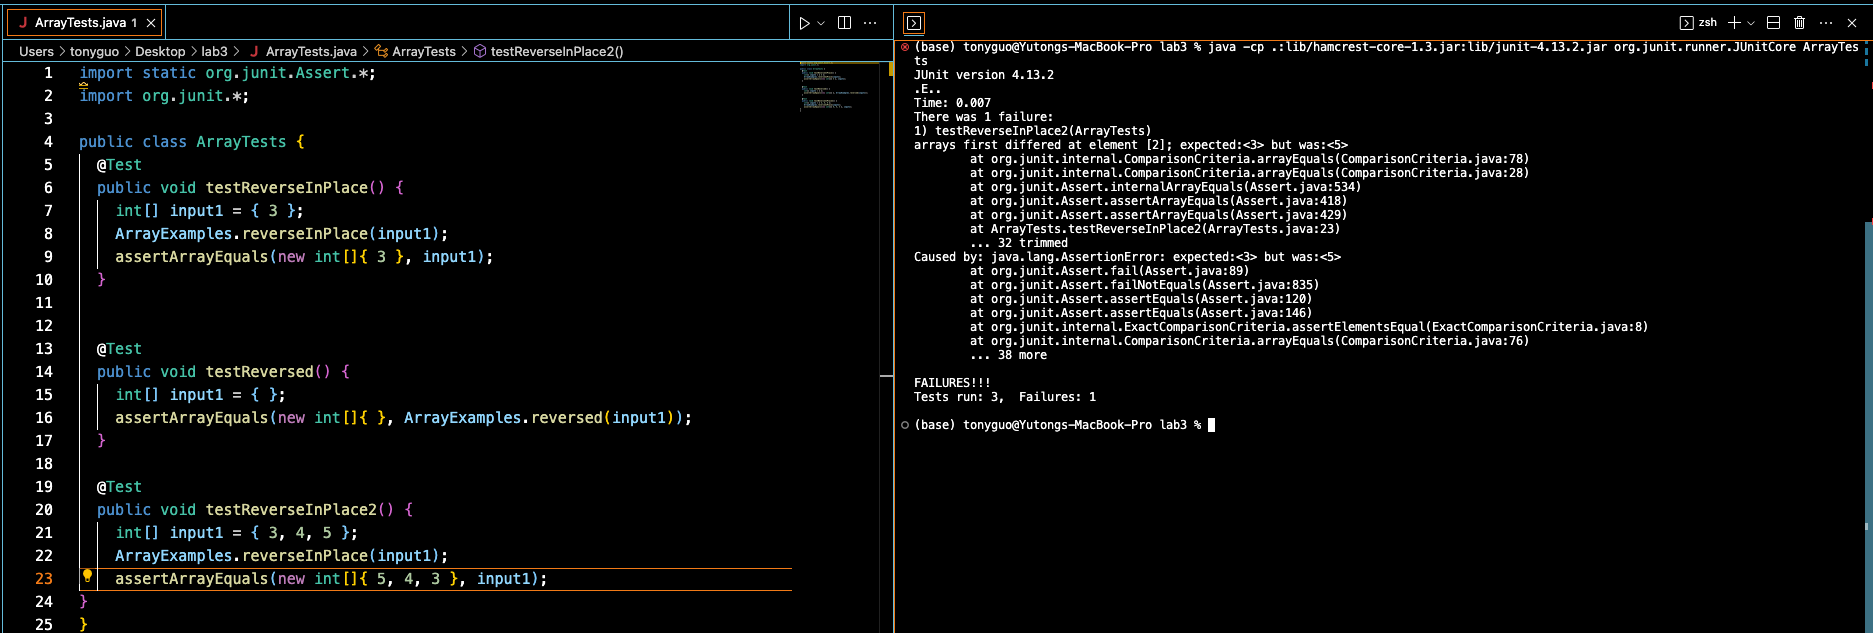 ArrayTests.java 1
Users > tonyguo > Desktop > lab3 > ArrayTests.java > ArrayTests > testReverseInPlace2()
1 import static org.junit.Assert.*;
2 import org.junit.*;
3
4 public class ArrayTests {
5 @Test
6 public void testReverseInPlace() {
7 int[] input1 = { 3 };
8 ArrayExamples.reverseInPlace(input1);
9 assertArrayEquals(new int[]{ 3 }, input1);
10 }
11
12
13 @Test
14 public void testReversed() {
15 int[] input1 = { };
16 assertArrayEquals(new int[]{ }, ArrayExamples.reversed(input1));
17 }
18
19 @Test
20 public void testReverseInPlace2() {
21 int[] input1 = { 3, 4, 5 };
22 ArrayExamples.reverseInPlace(input1);
23 assertArrayEquals(new int[]{ 5, 4, 3 }, input1);
24 }
25 }
zsh
(base) tonyguo@Yutongs-MacBook-Pro lab3 % java -cp .:lib/hamcrest-core-1.3.jar:lib/junit-4.13.2.jar org.junit.runner.JUnitCore ArrayTes
ts
JUnit version 4.13.2
.E..
Time: 0.007
There was 1 failure:
1) testReverseInPlace2(ArrayTests)
arrays first differed at element [2]; expected:<3> but was:<5>
at org.junit.internal.ComparisonCriteria.arrayEquals(ComparisonCriteria.java:78)
at org.junit.internal.ComparisonCriteria.arrayEquals(ComparisonCriteria.java:28)
at org.junit.Assert.internalArrayEquals(Assert.java:534)
at org.junit.Assert.assertArrayEquals(Assert.java:418)
at org.junit.Assert.assertArrayEquals(Assert.java:429)
at ArrayTests.testReverseInPlace2(ArrayTests.java:23)
... 32 trimmed
Caused by: java.lang.AssertionError: expected:<3> but was:<5>
at org.junit.Assert.fail(Assert.java:89)
at org.junit.Assert.failNotEquals(Assert.java:835)
at org.junit.Assert.assertEquals(Assert.java:120)
at org.junit.Assert.assertEquals(Assert.java:146)
at org.junit.internal.ExactComparisonCriteria.assertElementsEqual(ExactComparisonCriteria.java:8)
at org.junit.internal.ComparisonCriteria.arrayEquals(ComparisonCriteria.java:76)
... 38 more
FAILURES!!!
Tests run: 3,  Failures: 1
(base) tonyguo@Yutongs-MacBook-Pro lab3 %